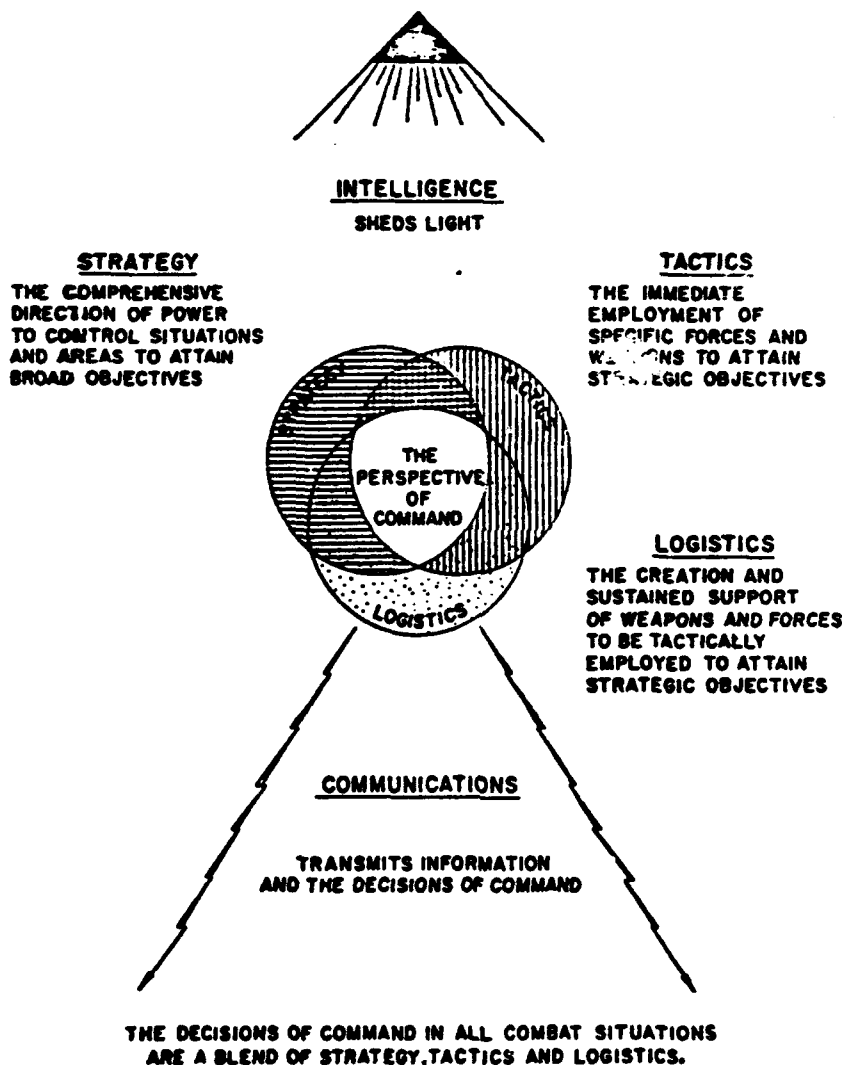 INTELLIGENCE
SHEDS LIGHT
STRATEGY
THE COMPREHENSIVE
DIRECTION OF POWER
TO CONTROL SITUATIONS
AND AREAS TO ATTAIN
BROAD OBJECTIVES
TACTICS
THE IMMEDIATE
EMPLOYMENT OF
SPECIFIC FORCES AND
TO ATTAIN
STRATEGIC OBJECTIVES
STRATEGY
TACTICS
THE
PERSPECTIVE
OF
COMMAND
LOGISTICS
LOGISTICS
THE CREATION AND
SUSTAINED SUPPORT
OF WEAPONS AND FORCES
TO BE TACTICALLY
EMPLOYED TO ATTAIN
STRATEGIC OBJECTIVES
COMMUNICATIONS
TRANSMITS INFORMATION
AND THE DECISIONS OF COMMAND
THE DECISIONS OF COMMAND IN ALL COMBAT SITUATIONS
ARE A BLEND OF STRATEGY, TACTICS AND LOGISTICS.